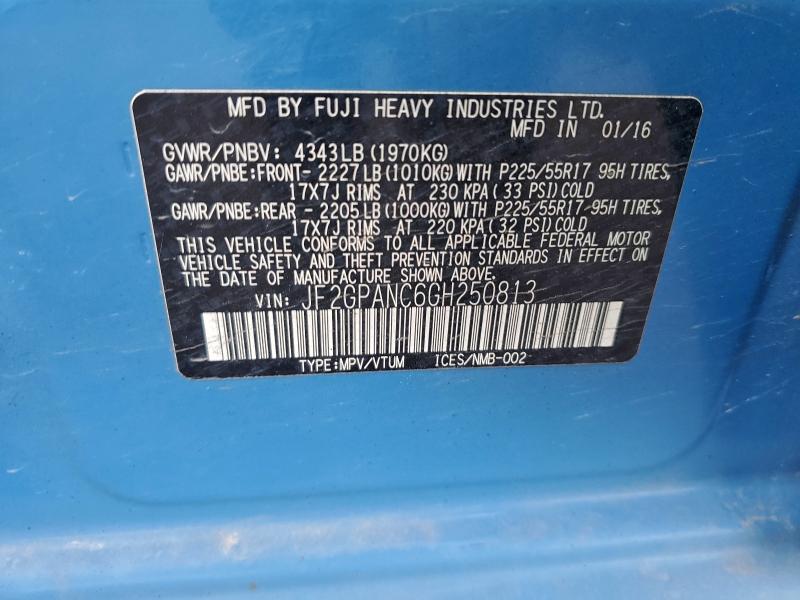 MFD BY FUJI HEAVY INDUSTRIES LTD.
MFD IN 01/16
GVWR/PNBV: 4343LB (1970KG)
GAWR/PNBE:FRONT- 2227 LB (1010KG) WITH P225/55R17 95H TIRES,
17X7J RIMS AT 230 KPA ( 33 PSI) COLD
GAWR/PNBE:REAR - 2205 LB (1000KG) WITH P225/55R17 95H TIRES,
17X7J RIMS AT 220 KPA ( 32 PSI) COLD
THIS VEHICLE CONFORMS TO ALL APPLICABLE FEDERAL MOTOR
VEHICLE SAFETY AND THEFT PREVENTION STANDARDS IN EFFECT ON
THE DATE OF MANUFACTURE SHOWN ABOVE.
VIN: JF2GPANC6GH250813
TYPE:MPV/VTUM ICES/NMB-002